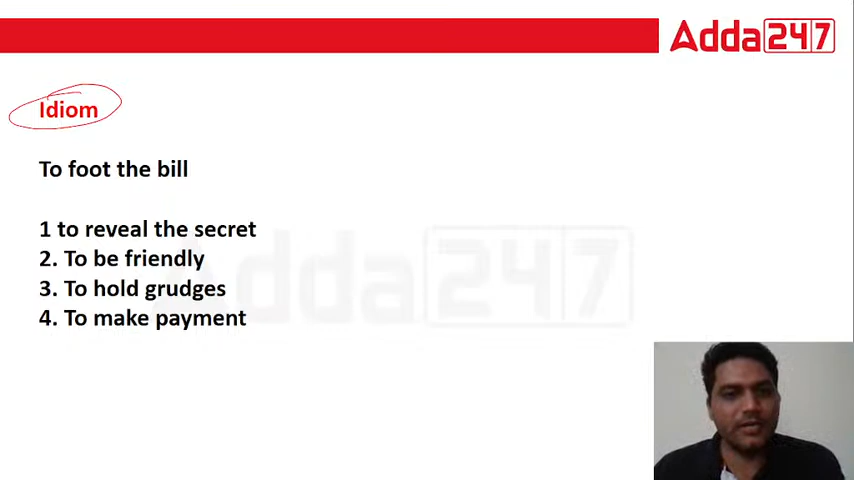 Adda247
Idiom
To foot the bill
1 to reveal the secret
2. To be friendly
3. To hold grudges
4. To make payment
Adda247